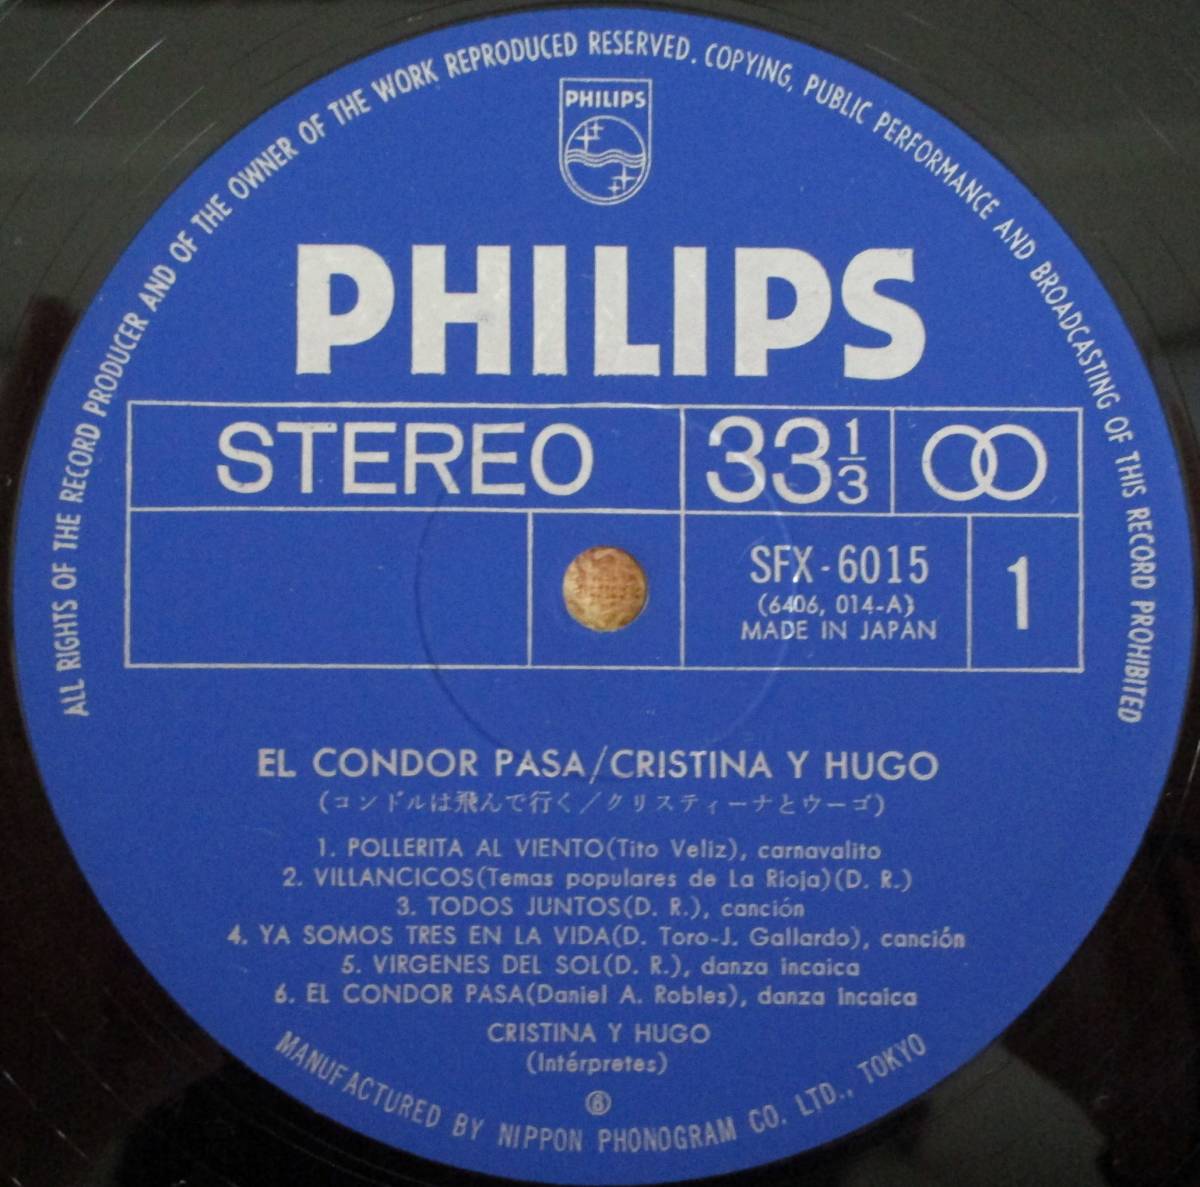 ALL RIGHTS OF THE RECORD PRODUCER AND OF THE OWNER OF THE WORK REPRODUCED RESERVED. COPYING, PUBLIC PERFORMANCE AND BROADCASTING OF THIS RECORD PROHIBITED
PHILIPS
PHILIPS
STEREO
33 1/3
SFX-6015
(6406, 014-A)
MADE IN JAPAN
1
EL CONDOR PASA/CRISTINA Y HUGO
(コンドルは飛んで行く/クリスティーナとウーゴ)
1. POLLERITA AL VIENTO(Tito Veliz), carnavalito
2. VILLANCICOS(Temas populares de La Rioja)(D. R.)
3. TODOS JUNTOS(D. R.), canción
4. YA SOMOS TRES EN LA VIDA(D. Toro-J. Gallardo), canción
5. VIRGENES DEL SOL(D. R.), danza incaica
6. EL CONDOR PASA(Daniel A. Robles), danza incaica
CRISTINA Y HUGO
(Intérpretes)
MANUFACTURED BY NIPPON PHONOGRAM CO. LTD., TOKYO